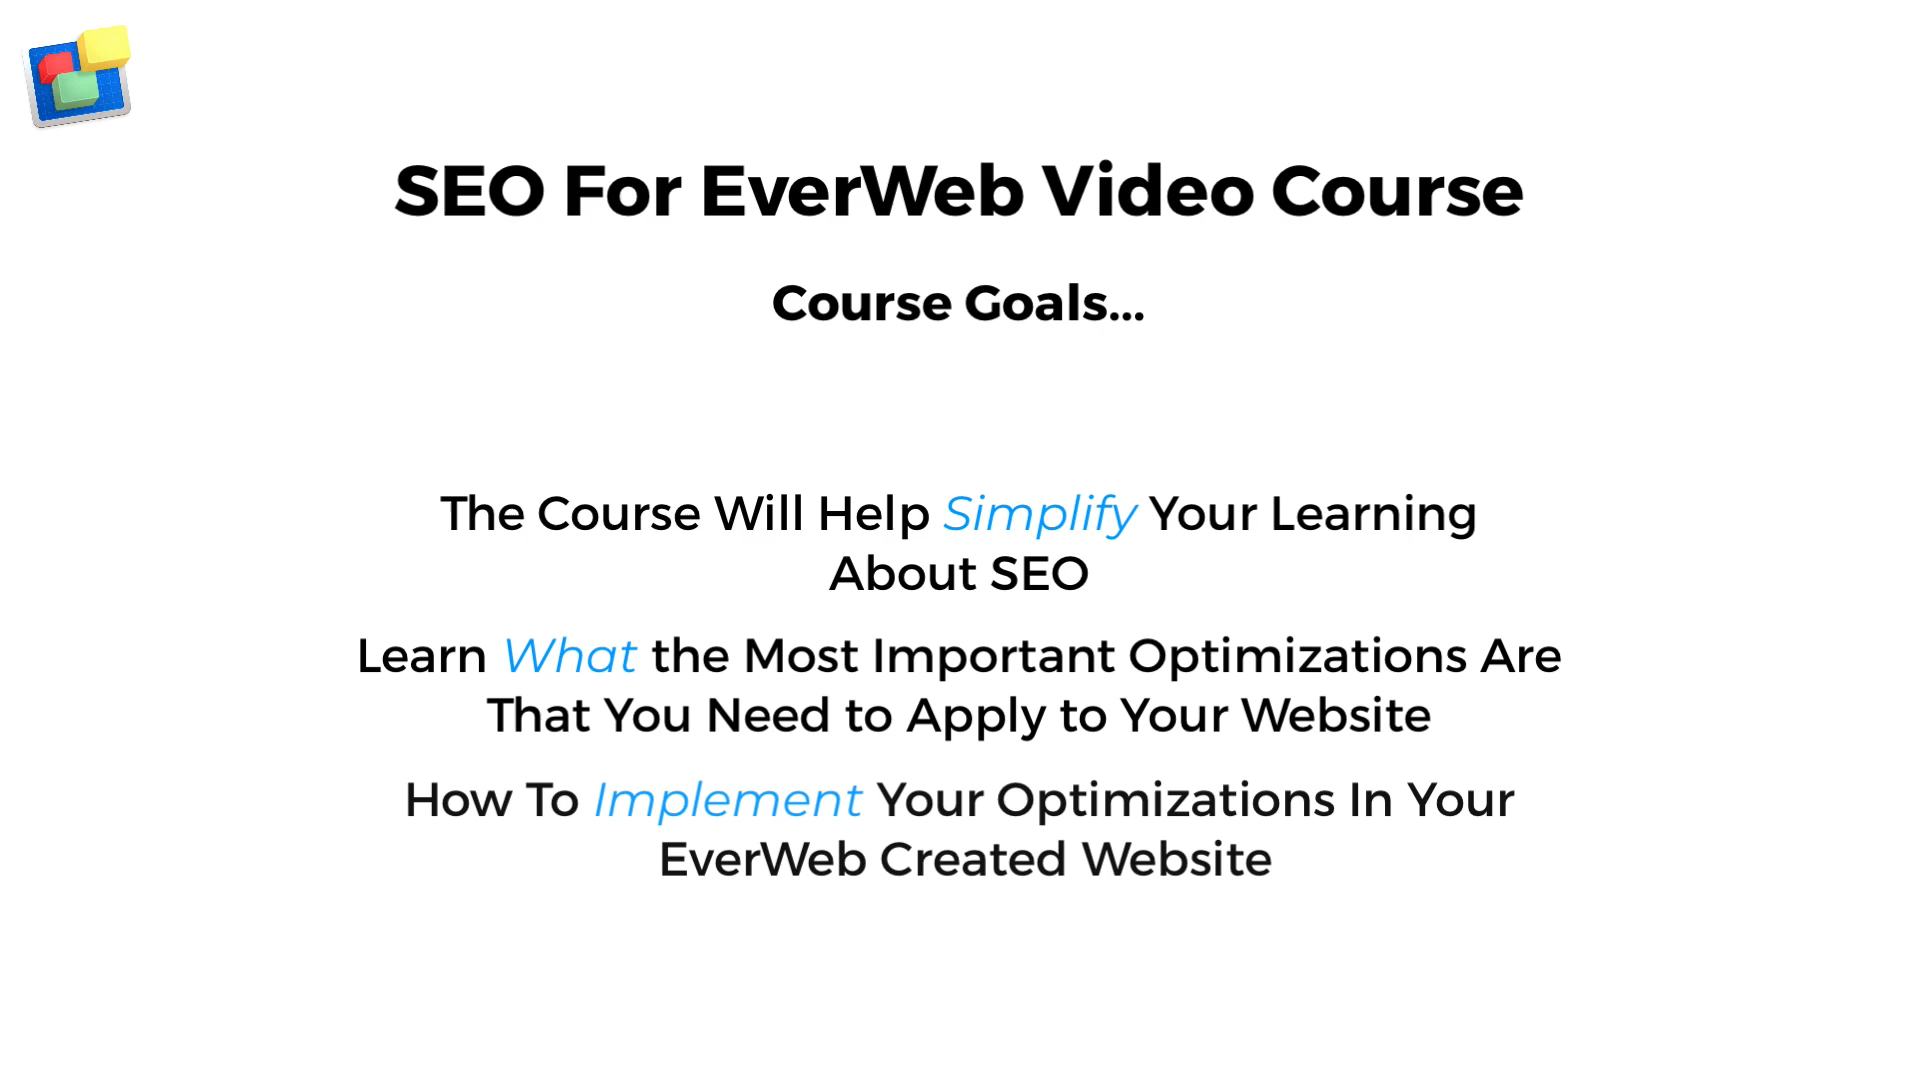 SEO For EverWeb Video Course
Course Goals...
The Course Will Help Simplify Your Learning
About SEO
Learn What the Most Important Optimizations Are
That You Need to Apply to Your Website
How To Implement Your Optimizations In Your
EverWeb Created Website